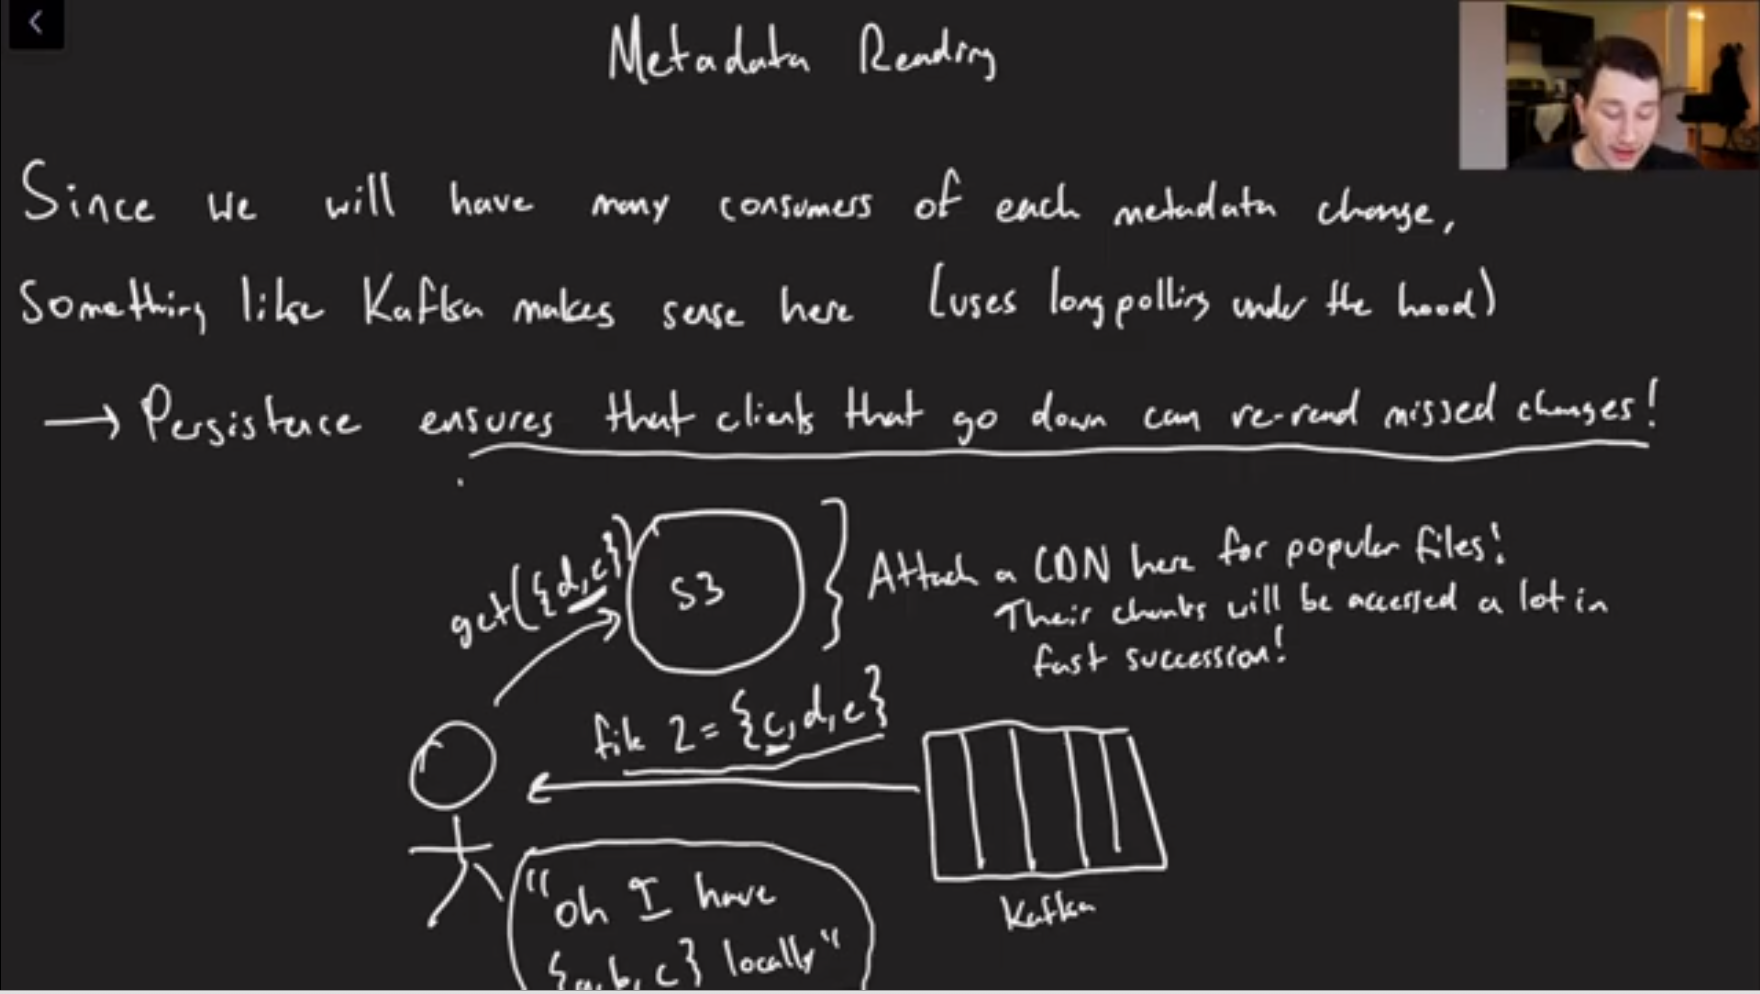 Metadata Reading
Since we will have many consumers of each metadata change,
Something like Kafka makes sense here (uses long polling under the hood)
→ Persistence ensures that clients that go down can re-read missed changes!
get({d,e})
S3
} Attach a CDN here for popular files!
Their chunks will be accessed a lot in
fast succession!
file 2 = {c,d,e}
Kafka
"Oh I have
{a,b,c} locally"